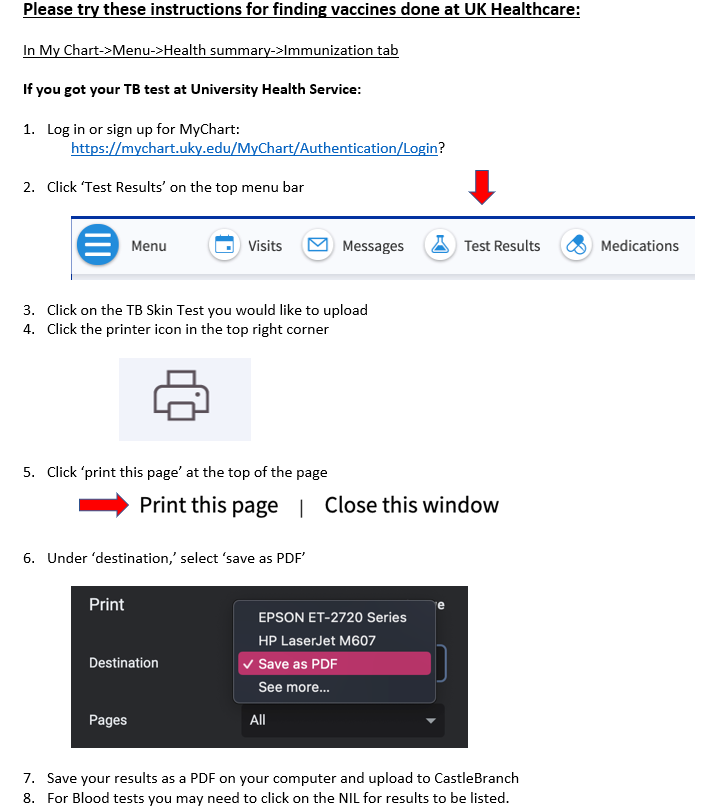 Please try these instructions for finding vaccines done at UK Healthcare:
In My Chart->Menu->Health summary->Immunization tab
If you got your TB test at University Health Service:
1. Log in or sign up for MyChart:
https://mychart.uky.edu/MyChart/Authentication/Login?
2. Click ‘Test Results’ on the top menu bar
Menu Visits Messages Test Results Medications
3. Click on the TB Skin Test you would like to upload
4. Click the printer icon in the top right corner
5. Click ‘print this page’ at the top of the page
Print this page | Close this window
6. Under ‘destination,’ select ‘save as PDF’
Print e
EPSON ET-2720 Series
HP LaserJet M607
Destination ✓ Save as PDF
See more...
Pages All
7. Save your results as a PDF on your computer and upload to CastleBranch
8. For Blood tests you may need to click on the NIL for results to be listed.